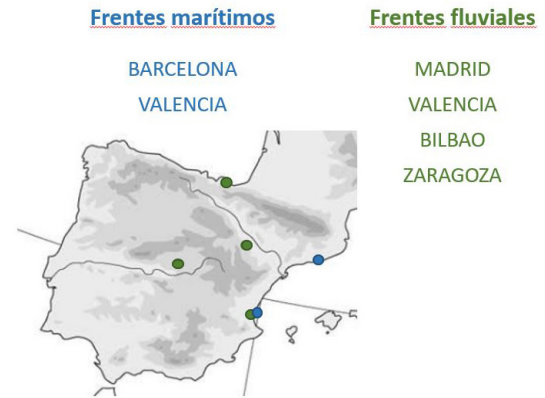 Frentes marítimos
BARCELONA
VALENCIA
Frentes fluviales
MADRID
VALENCIA
BILBAO
ZARAGOZA